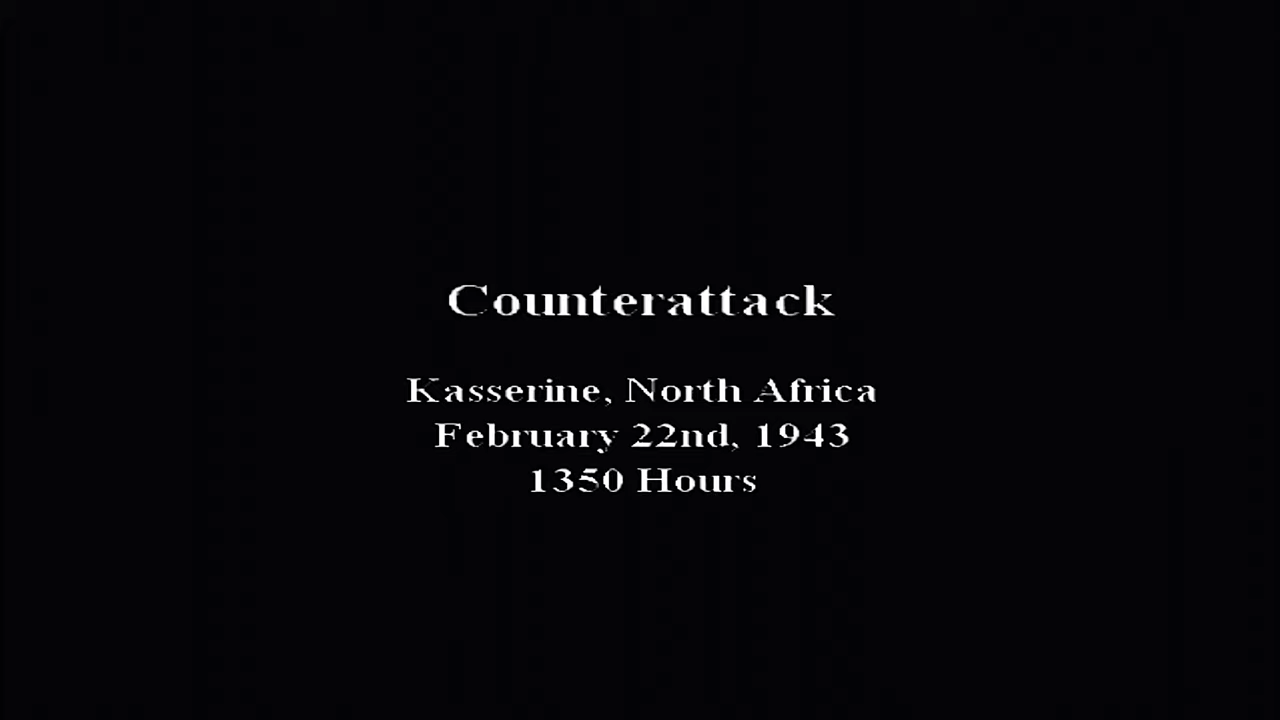 Counterattack
Kasserine, North Africa
February 22nd, 1943
1350 Hours